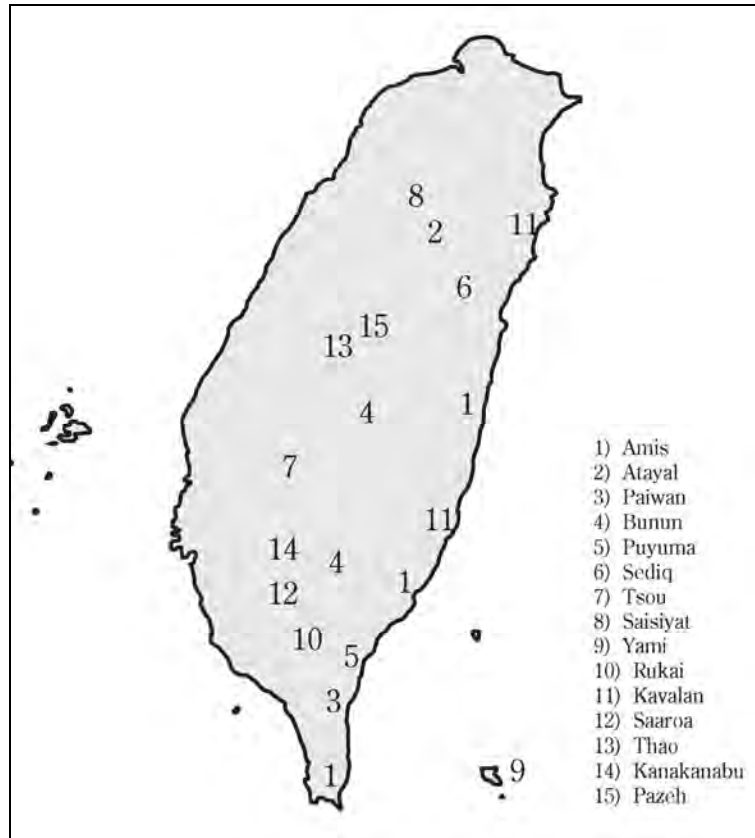 8
11
2
6
15
13
1
4
7
11
14
4
1
12
10
5
3
1
9
1) Amis
2) Atayal
3) Paiwan
4) Bunun
5) Puyuma
6) Sediq
7) Tsou
8) Saisiyat
9) Yami
10) Rukai
11) Kavalan
12) Saaroa
13) Thao
14) Kanakanabu
15) Pazeh